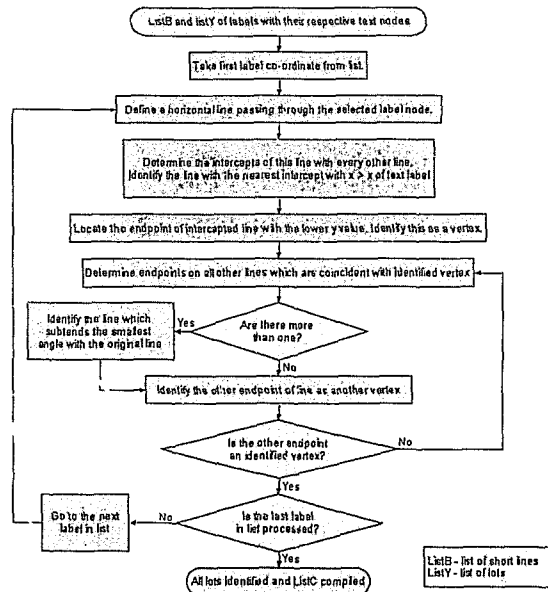 ListB and listY of labels with their respective text nodes
Take first label co-ordinate from list.
Define a horizontal line passing through the selected label node.
Determine the intercepts of this line with every other line.
Identify the line with the nearest intercept with x > x of text label
Locate the endpoint of intercepted line with the lower y value. Identify this as a vertex.
Determine endpoints on all other lines which are coincident with identified vertex
Identify the line which
subtends the smallest
angle with the original line
Yes
Are there more
than one?
No
Identify the other endpoint of line as another vertex
Is the other endpoint
an identified vertex?
No
Yes
Go to the next
label in list
No
Is the last label
in list processed?
Yes
All lots identified and ListC compiled
ListB - list of short lines
ListY - list of lots